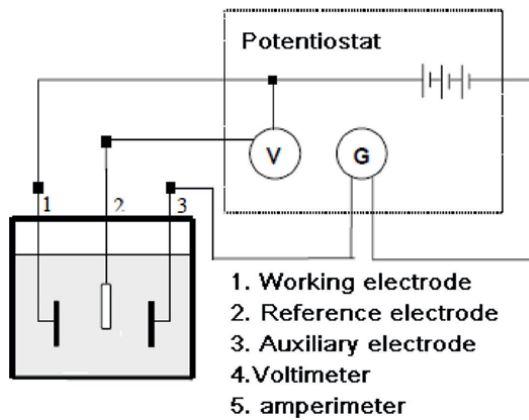 Potentiostat
V
G
1
2
3
1. Working electrode
2. Reference electrode
3. Auxiliary electrode
4.Voltimeter
5. amperimeter